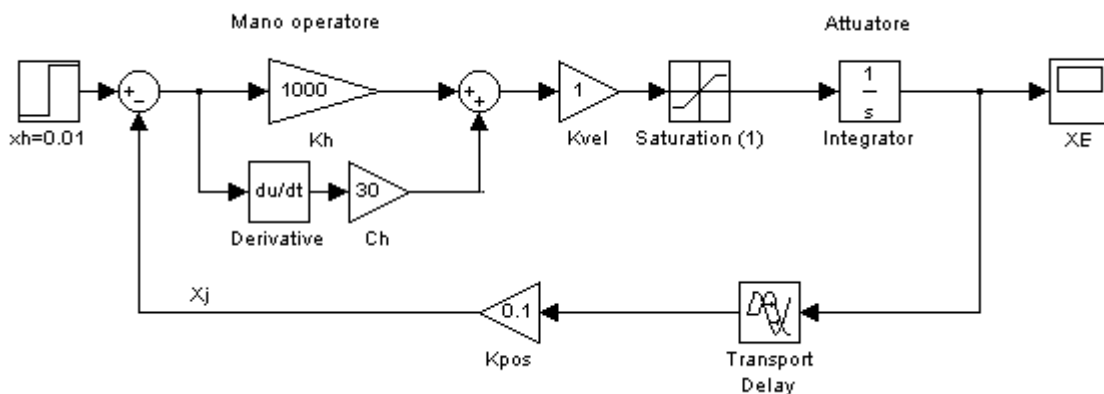 Mano operatore
Attuatore
+
−
1000
+
+
1
1
s
xh=0.01
Kh
Kvel
Saturation (1)
Integrator
XE
du/dt
30
Derivative
Ch
Xj
0.1
Kpos
Transport
Delay